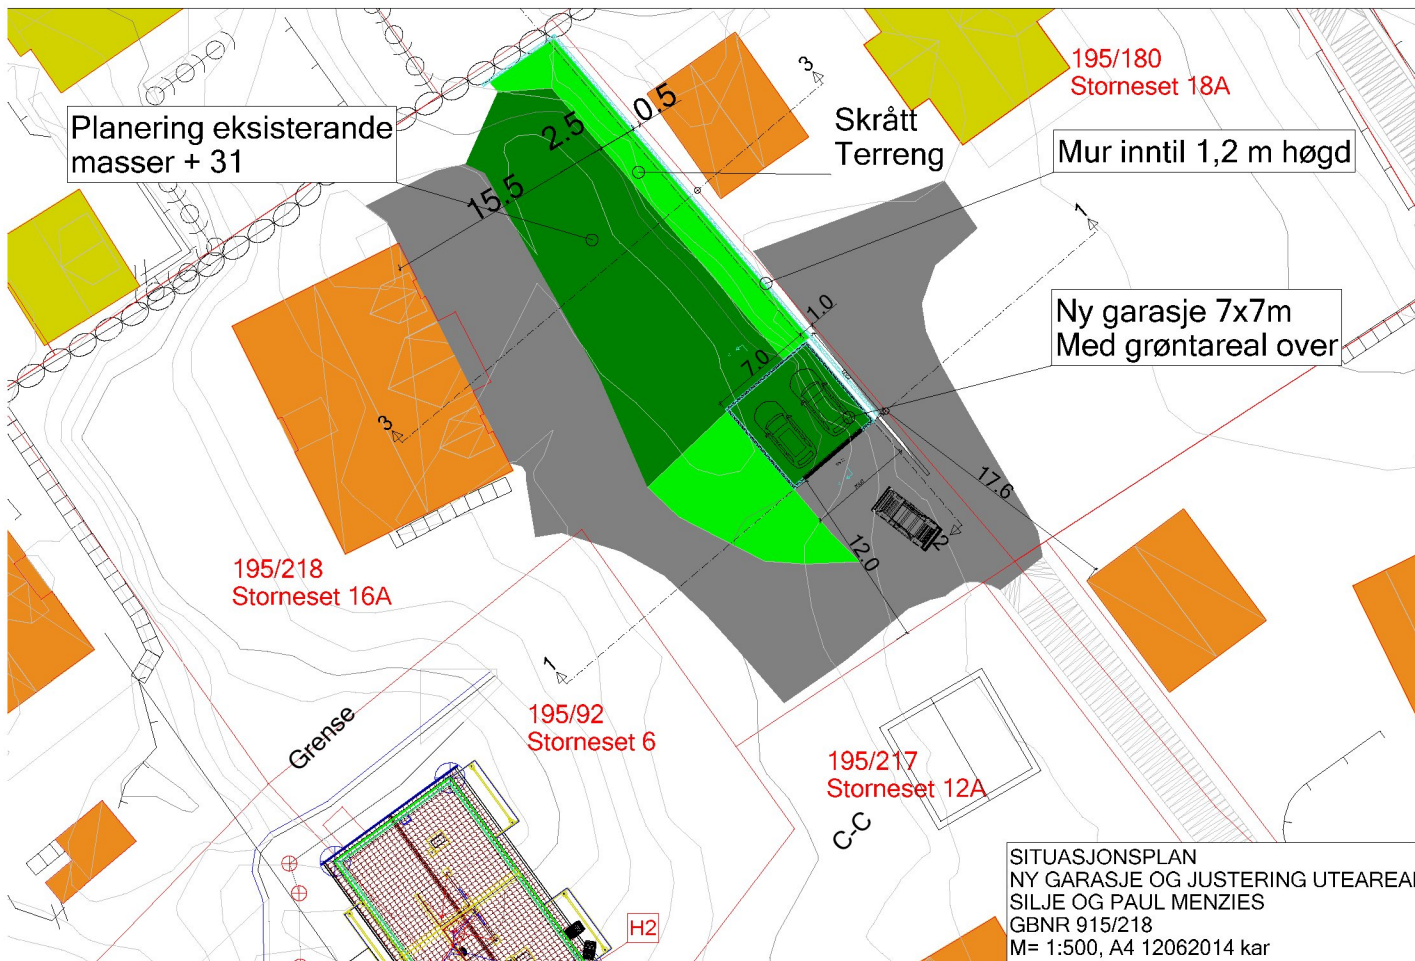 195/180
Storneset 18A
3
0.5
2.5
15.5
Planering eksisterande
masser + 31
Skrått
Terreng
Mur inntil 1,2 m høgd
1
Ny garasje 7x7m
Med grøntareal over
1.0
7.0
3
17.6
12.0
2
195/218
Storneset 16A
1
Grense
195/92
Storneset 6
195/217
Storneset 12A
C-C
H2
SITUASJONSPLAN
NY GARASJE OG JUSTERING UTEAREAL
SILJE OG PAUL MENZIES
GBNR 915/218
M= 1:500, A4 12062014 kar